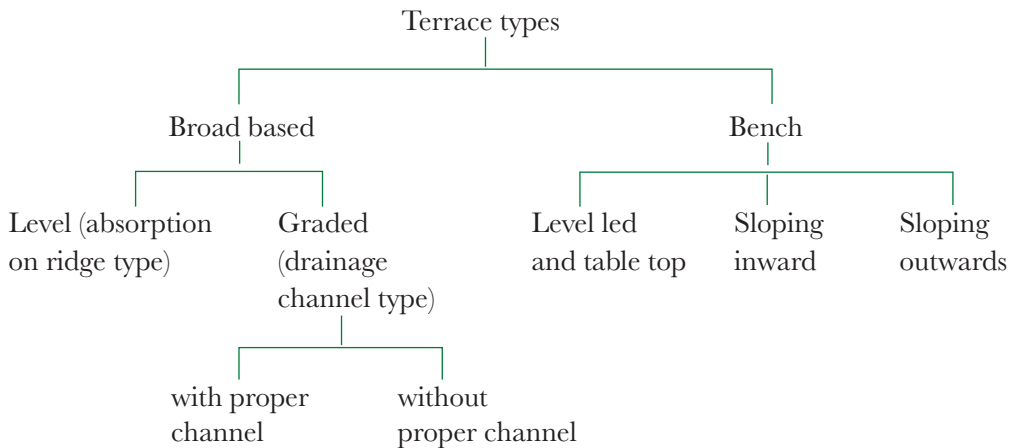 Terrace types
Broad based
Bench
Level (absorption
on ridge type)
Graded
(drainage
channel type)
Level led
and table top
Sloping
inward
Sloping
outwards
with proper
channel
without
proper channel